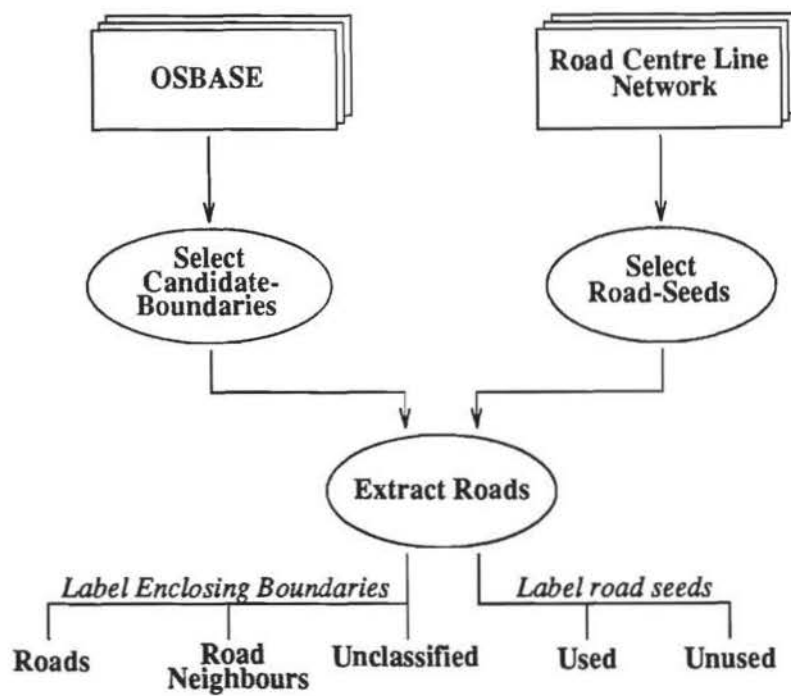 OSBASE
Road Centre Line
Network
Select
Candidate-
Boundaries
Select
Road-Seeds
Extract Roads
Label Enclosing Boundaries
Label road seeds
Roads
Road
Neighbours
Unclassified
Used
Unused